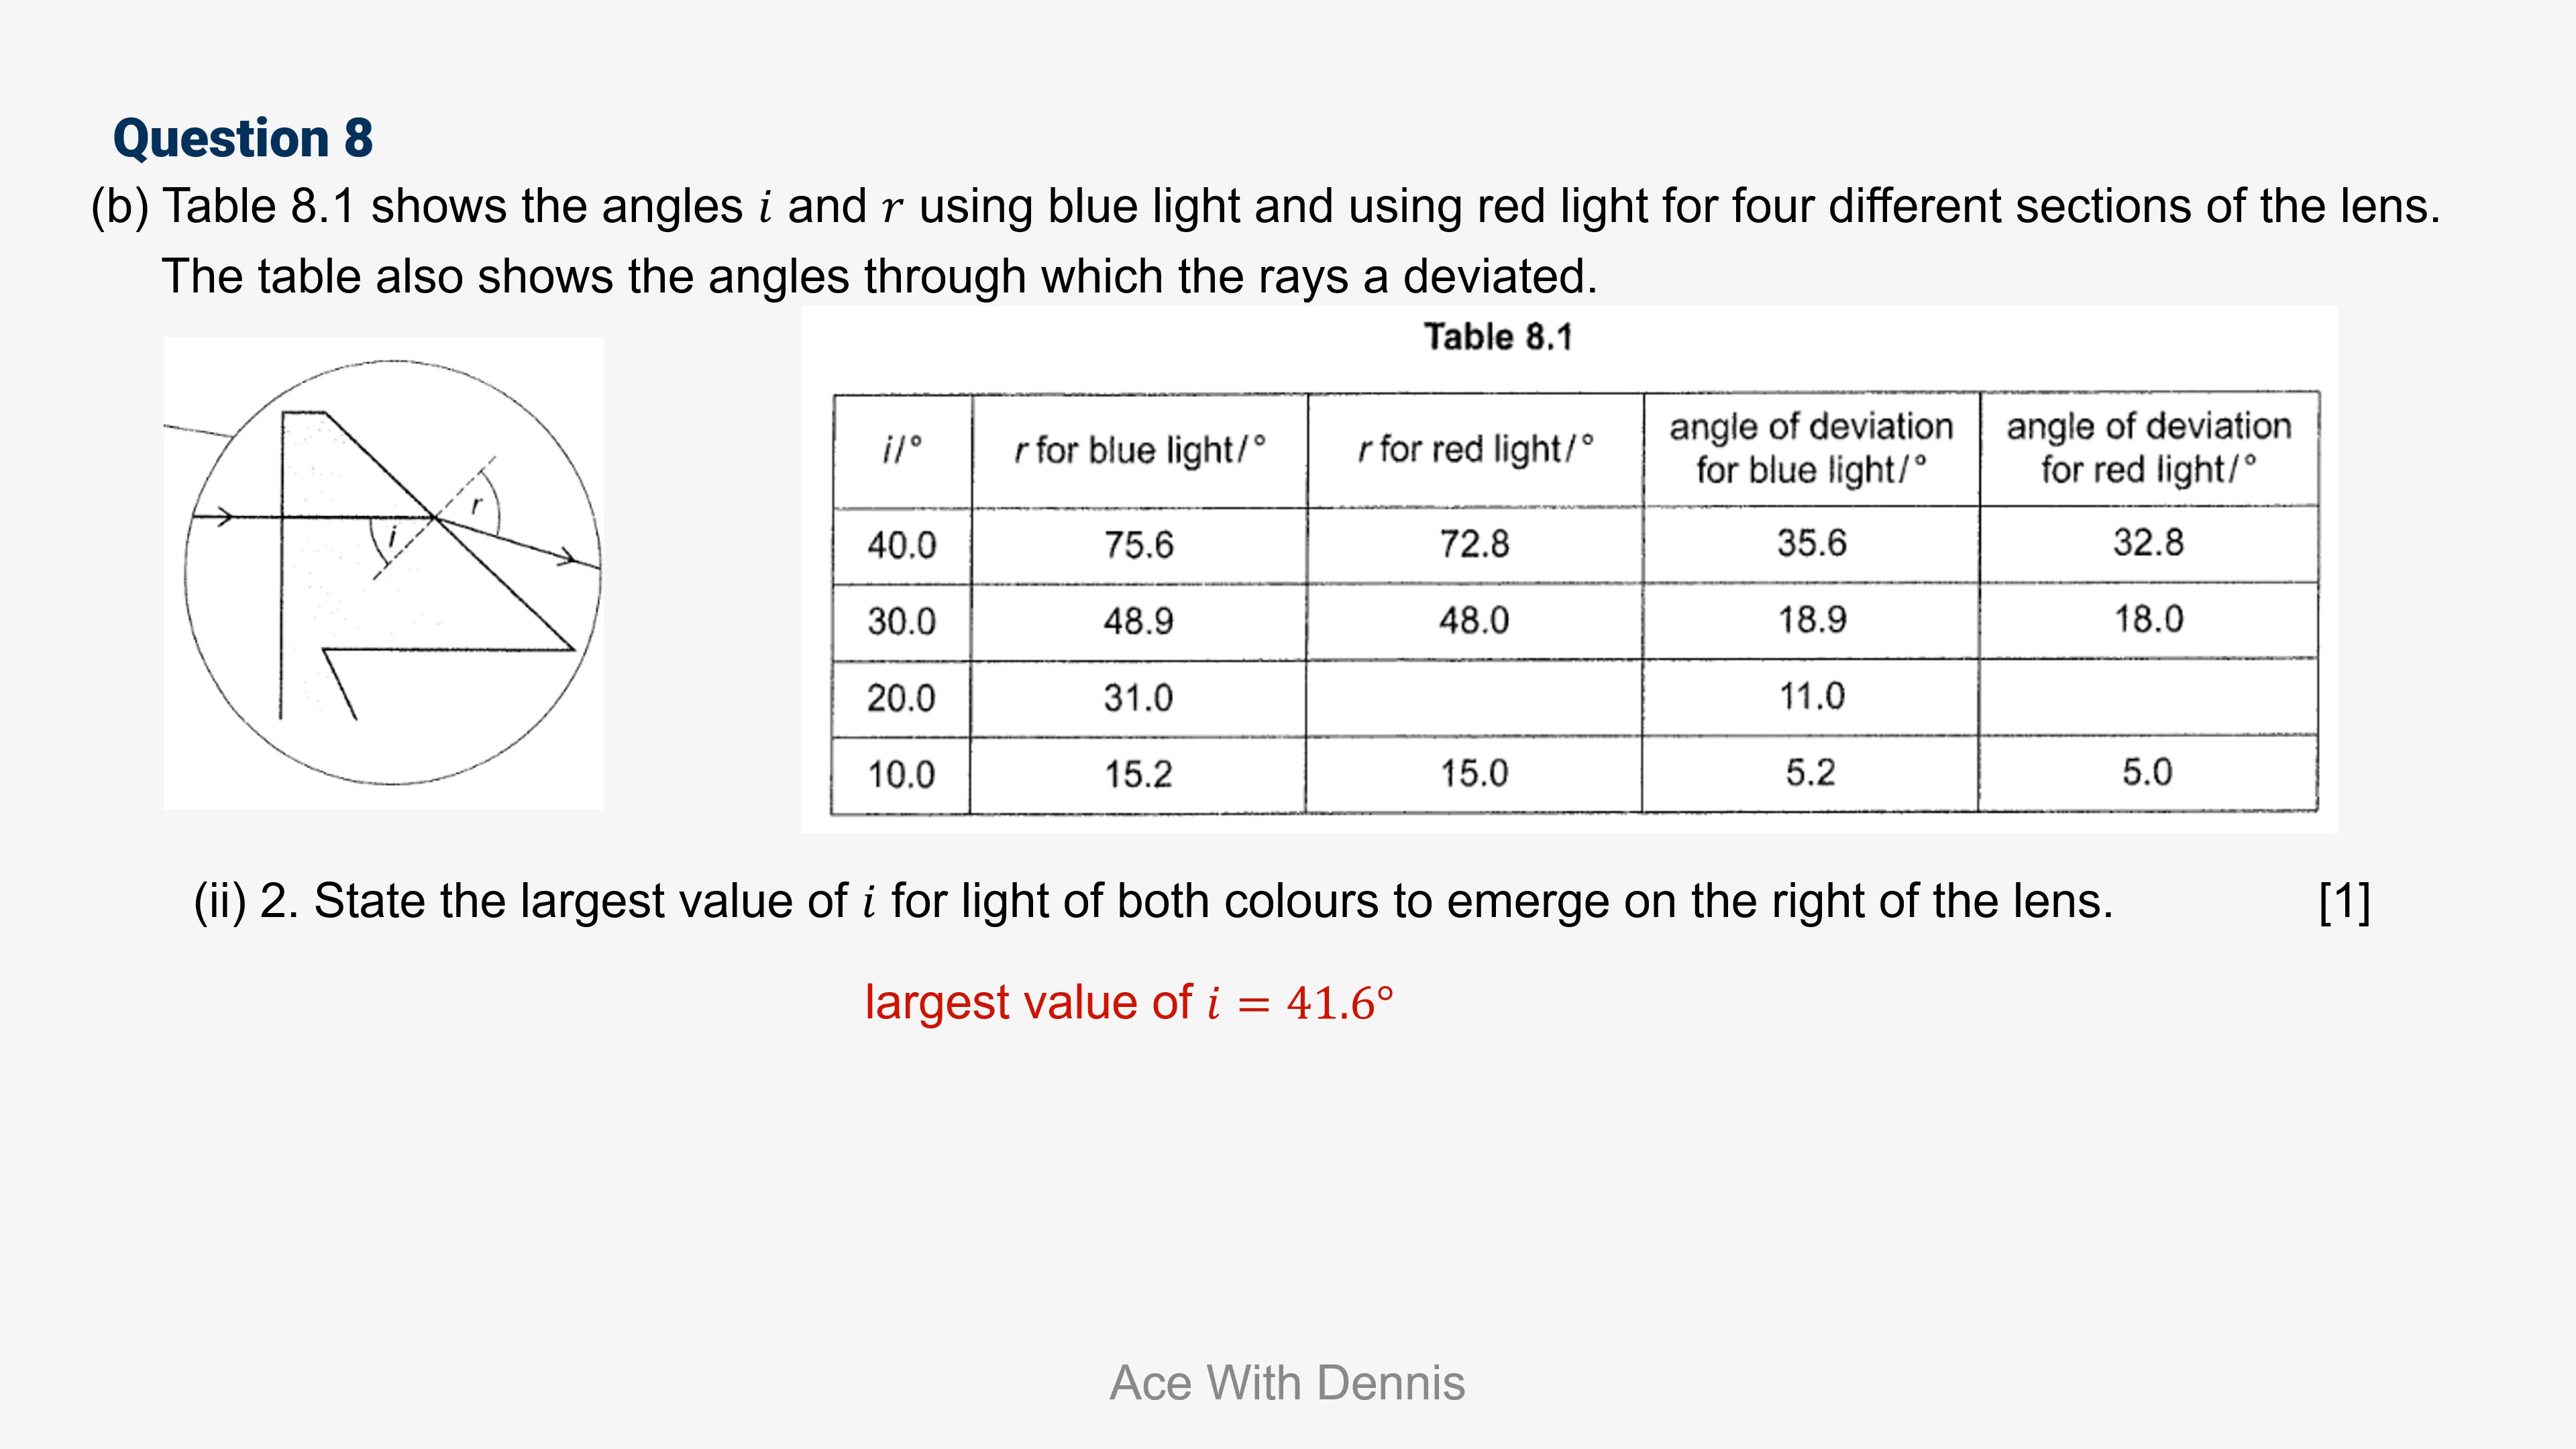 Question 8
(b) Table 8.1 shows the angles i and r using blue light and using red light for four different sections of the lens.
The table also shows the angles through which the rays a deviated.
Table 8.1
i/° r for blue light/° r for red light/° angle of deviation for blue light/° angle of deviation for red light/°
40.0 75.6 72.8 35.6 32.8
30.0 48.9 48.0 18.9 18.0
20.0 31.0 11.0
10.0 15.2 15.0 5.2 5.0
r
i
(ii) 2. State the largest value of i for light of both colours to emerge on the right of the lens. [1]
largest value of i = 41.6°
Ace With Dennis